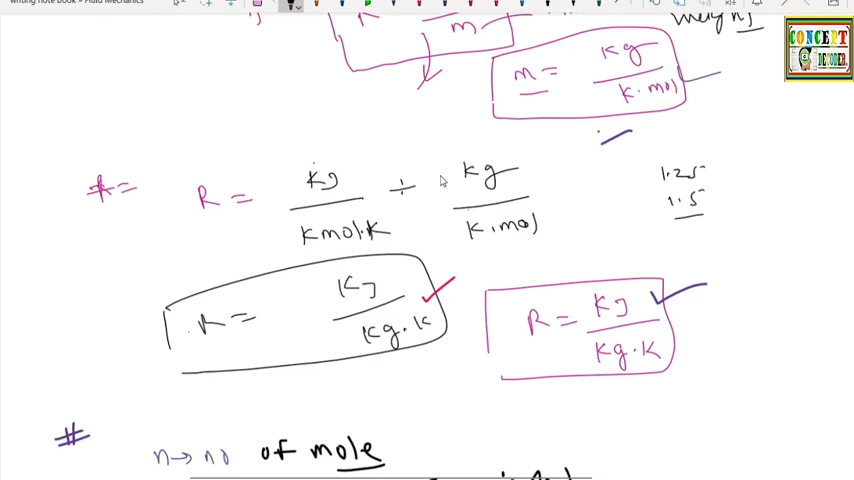 writing note book > Fluid Mechanics
R m
m = kg / k.mol
R = KJ / Kmol.K ÷ kg / k.mol
1.25
1.5
R = KJ / Kg.K
R = KJ / Kg.K
# n → no of mole
CONCEPT
DECODER.